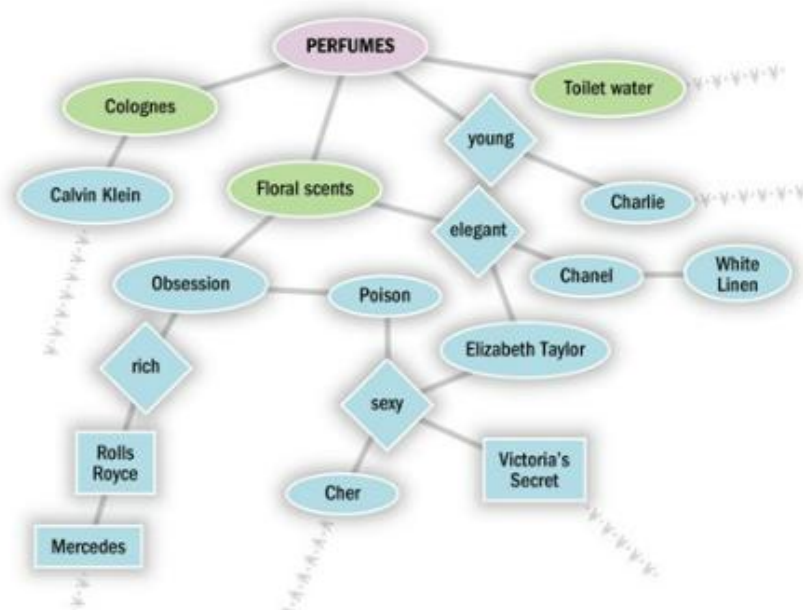 PERFUMES
Toilet water
Colognes
young
Calvin Klein
Floral scents
Charlie
elegant
Chanel
White
Linen
Obsession
Poison
Elizabeth Taylor
rich
sexy
Rolls
Royce
Victoria's
Secret
Cher
Mercedes